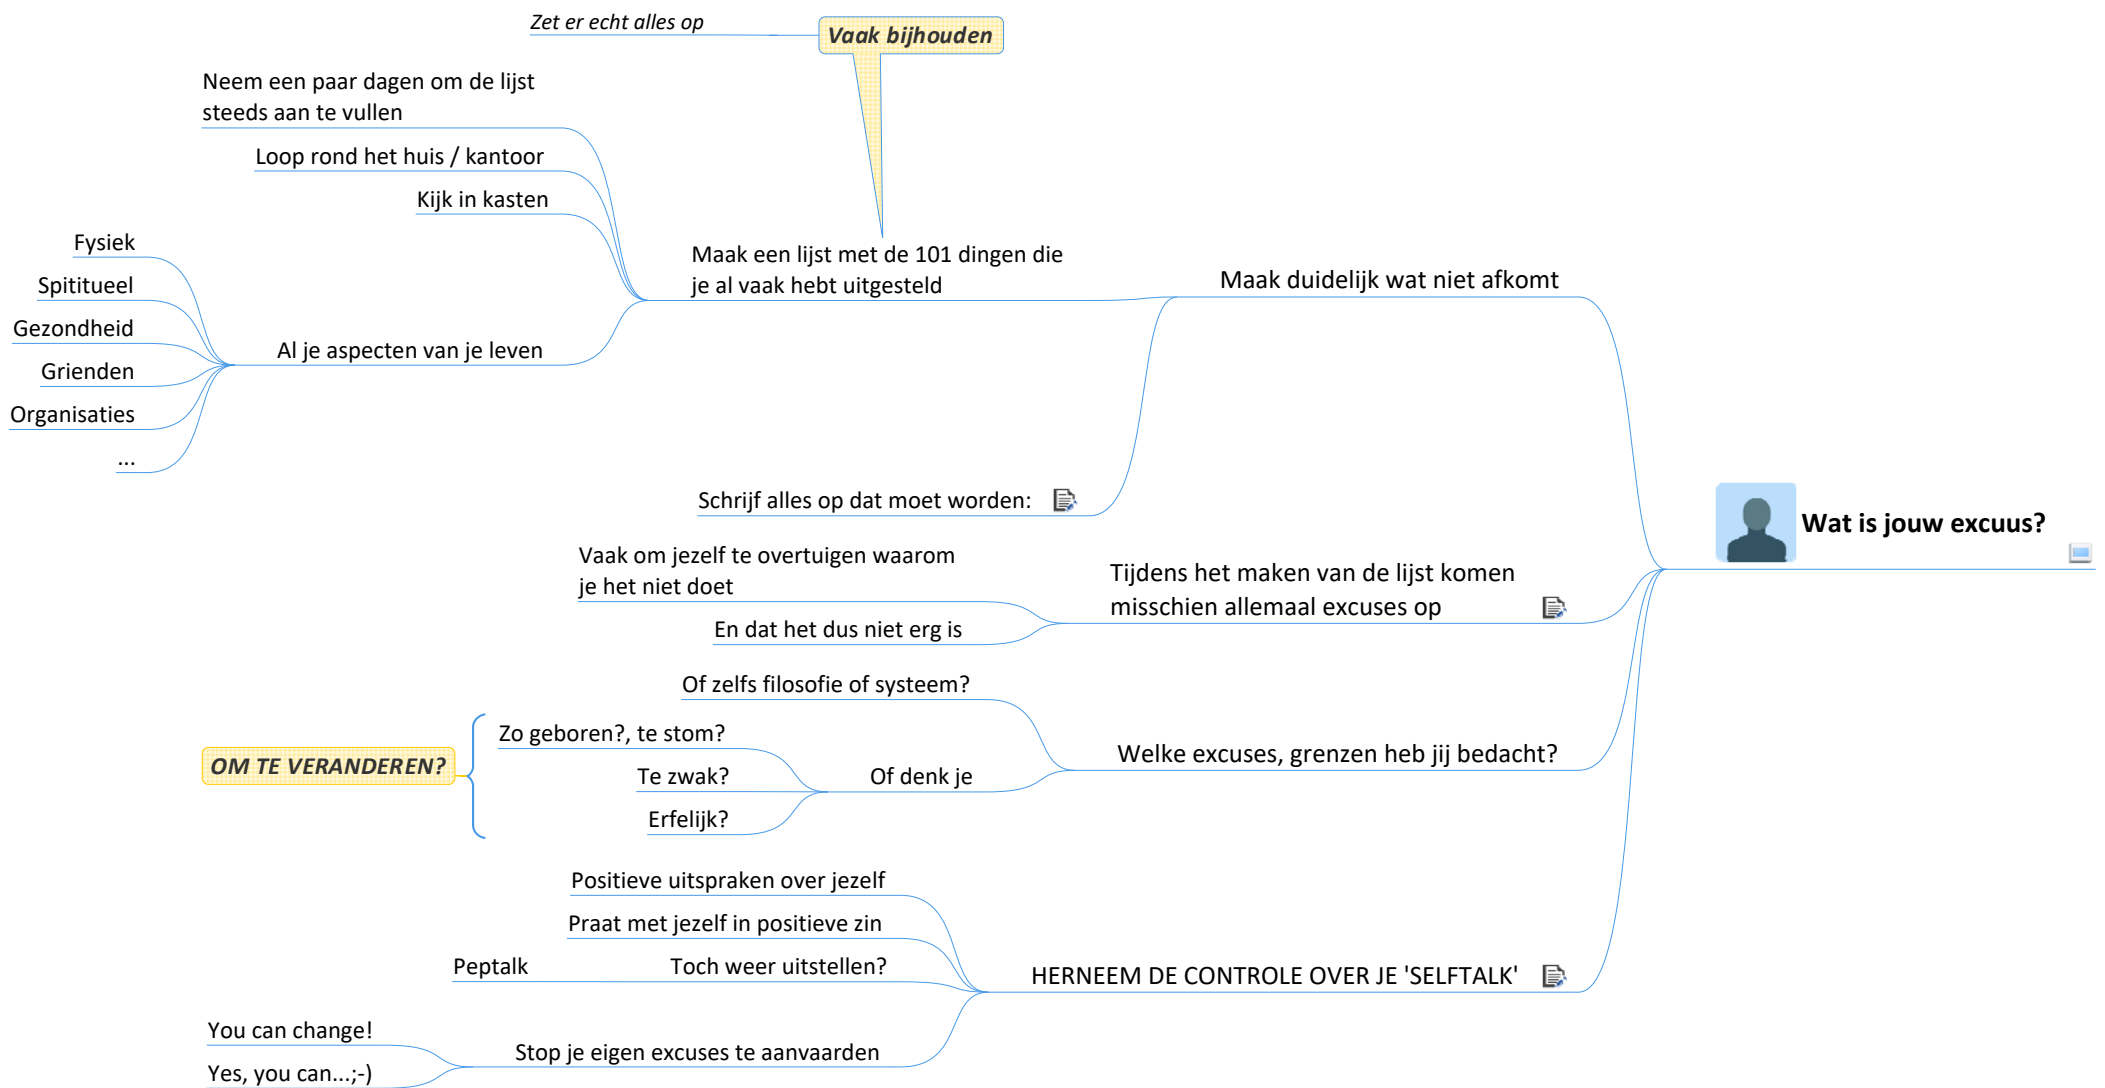 Zet er echt alles op
Vaak bijhouden
Neem een paar dagen om de lijst
steeds aan te vullen
Loop rond het huis / kantoor
Kijk in kasten
Fysiek
Spititueel
Gezondheid
Grienden
Organisaties
...
Al je aspecten van je leven
Maak een lijst met de 101 dingen die
je al vaak hebt uitgesteld
Maak duidelijk wat niet afkomt
Schrijf alles op dat moet worden:
Wat is jouw excuus?
Vaak om jezelf te overtuigen waarom
je het niet doet
En dat het dus niet erg is
Tijdens het maken van de lijst komen
misschien allemaal excuses op
Of zelfs filosofie of systeem?
OM TE VERANDEREN?
Zo geboren?, te stom?
Te zwak?
Erfelijk?
Of denk je
Welke excuses, grenzen heb jij bedacht?
Positieve uitspraken over jezelf
Praat met jezelf in positieve zin
Peptalk
Toch weer uitstellen?
HERNEEM DE CONTROLE OVER JE 'SELFTALK'
You can change!
Yes, you can...;-)
Stop je eigen excuses te aanvaarden